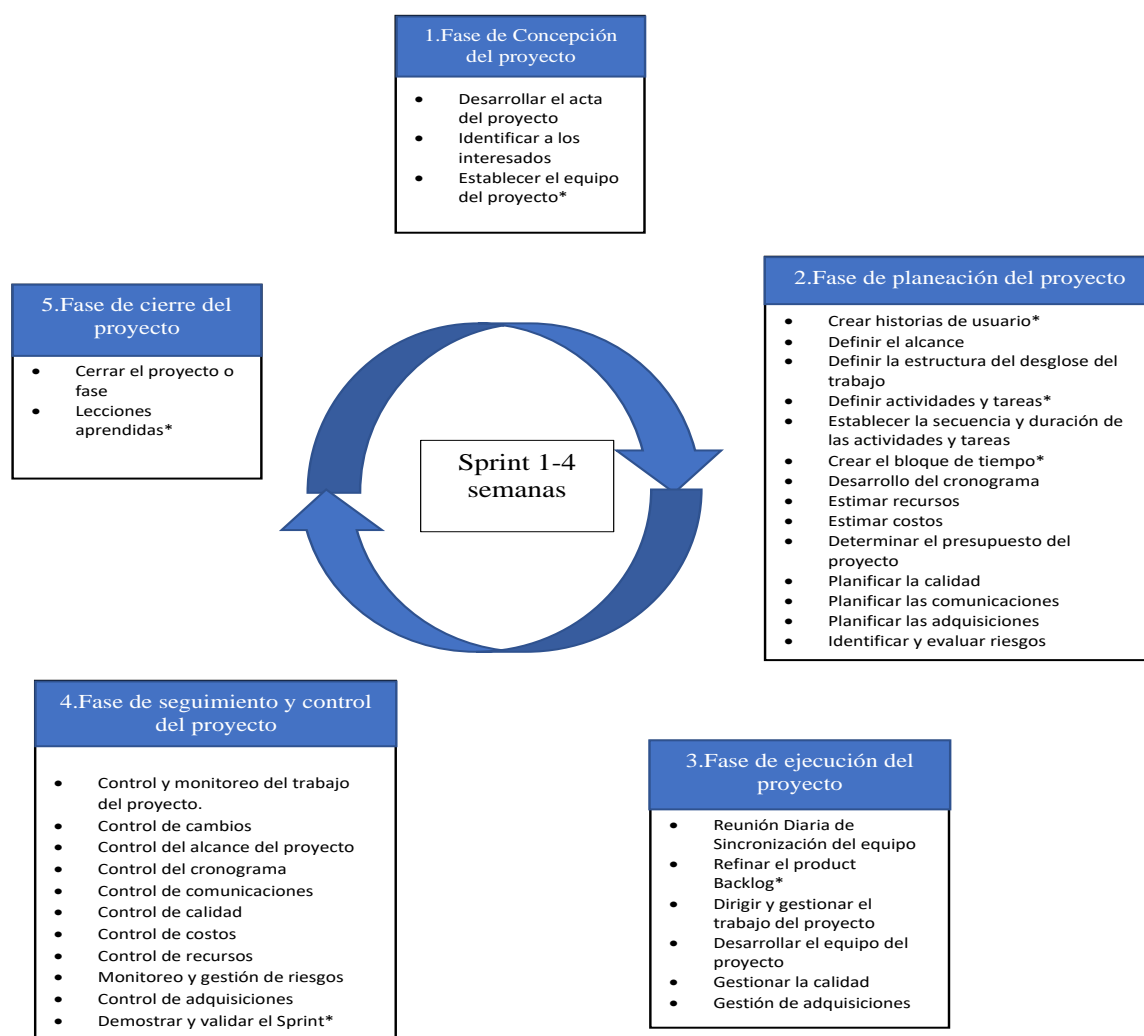 1.Fase de Concepción
del proyecto
• Desarrollar el acta
del proyecto
• Identificar a los
interesados
• Establecer el equipo
del proyecto*
2.Fase de planeación del proyecto
• Crear historias de usuario*
• Definir el alcance
• Definir la estructura del desglose del
trabajo
• Definir actividades y tareas*
• Establecer la secuencia y duración de
las actividades y tareas
• Crear el bloque de tiempo*
• Desarrollo del cronograma
• Estimar recursos
• Estimar costos
• Determinar el presupuesto del
proyecto
• Planificar la calidad
• Planificar las comunicaciones
• Planificar las adquisiciones
• Identificar y evaluar riesgos
3.Fase de ejecución del
proyecto
• Reunión Diaria de
Sincronización del equipo
• Refinar el product
Backlog*
• Dirigir y gestionar el
trabajo del proyecto
• Desarrollar el equipo del
proyecto
• Gestionar la calidad
• Gestión de adquisiciones
4.Fase de seguimiento y control
del proyecto
• Control y monitoreo del trabajo
del proyecto.
• Control de cambios
• Control del alcance del proyecto
• Control del cronograma
• Control de comunicaciones
• Control de calidad
• Control de costos
• Control de recursos
• Monitoreo y gestión de riesgos
• Control de adquisiciones
• Demostrar y validar el Sprint*
5.Fase de cierre del
proyecto
• Cerrar el proyecto o
fase
• Lecciones
aprendidas*
Sprint 1-4
semanas